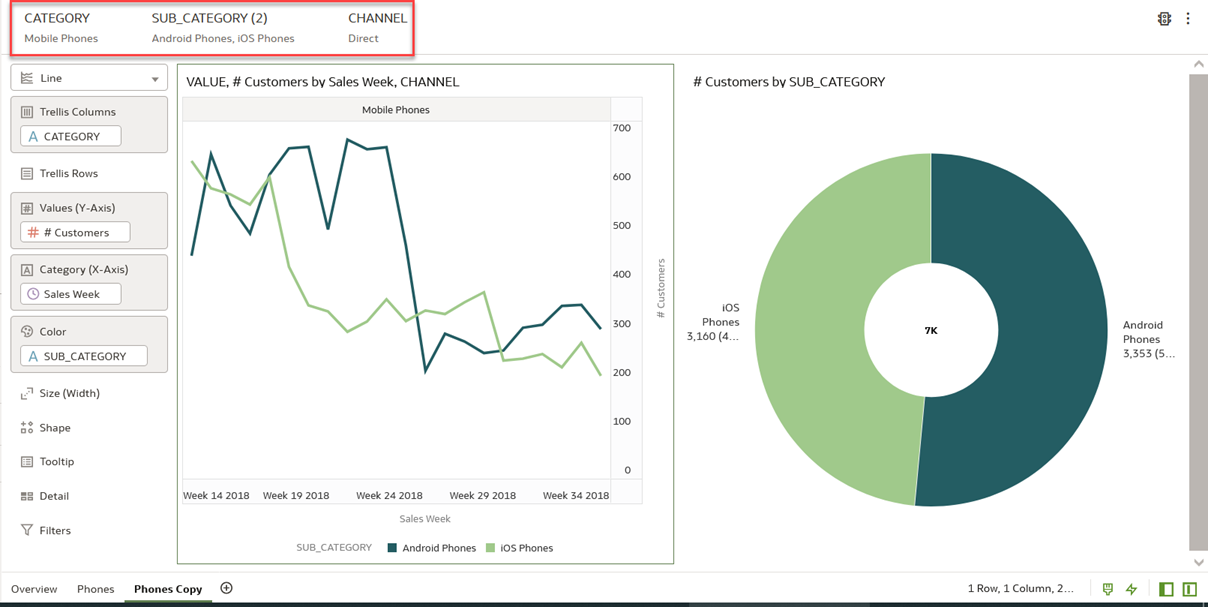 CATEGORY
Mobile Phones
SUB_CATEGORY (2)
Android Phones, iOS Phones
CHANNEL
Direct
Line
Trellis Columns
A CATEGORY
Trellis Rows
Values (Y-Axis)
# # Customers
Category (X-Axis)
Sales Week
Color
A SUB_CATEGORY
Size (Width)
Shape
Tooltip
Detail
Filters
VALUE, # Customers by Sales Week, CHANNEL
Mobile Phones
700
600
500
400
300
200
100
0
# Customers
Week 14 2018 Week 19 2018 Week 24 2018 Week 29 2018 Week 34 2018
Sales Week
SUB_CATEGORY Android Phones iOS Phones
# Customers by SUB_CATEGORY
iOS
Phones
3,160 (4...
7K
Android
Phones
3,353 (5...
Overview Phones Phones Copy
1 Row, 1 Column, 2...